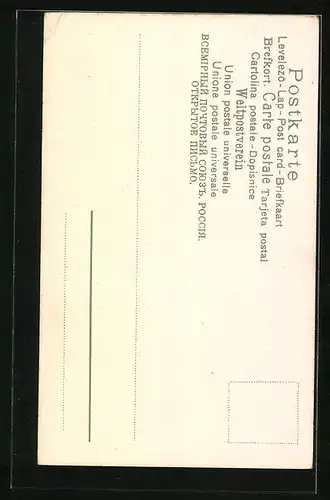 Postkarte
Levelező-Lap - Post card - Briefkaart
Brefkort Carte postale Tarjeta postal
Cartolina postale - Dopisnice
Weltpostverein
Union postale universelle
Unione postale universale
ВСЕМІРНЫЙ ПОЧТОВЫЙ СОЮЗЪ. РОССІЯ.
ОТКРЫТОЕ ПИСЬМО.